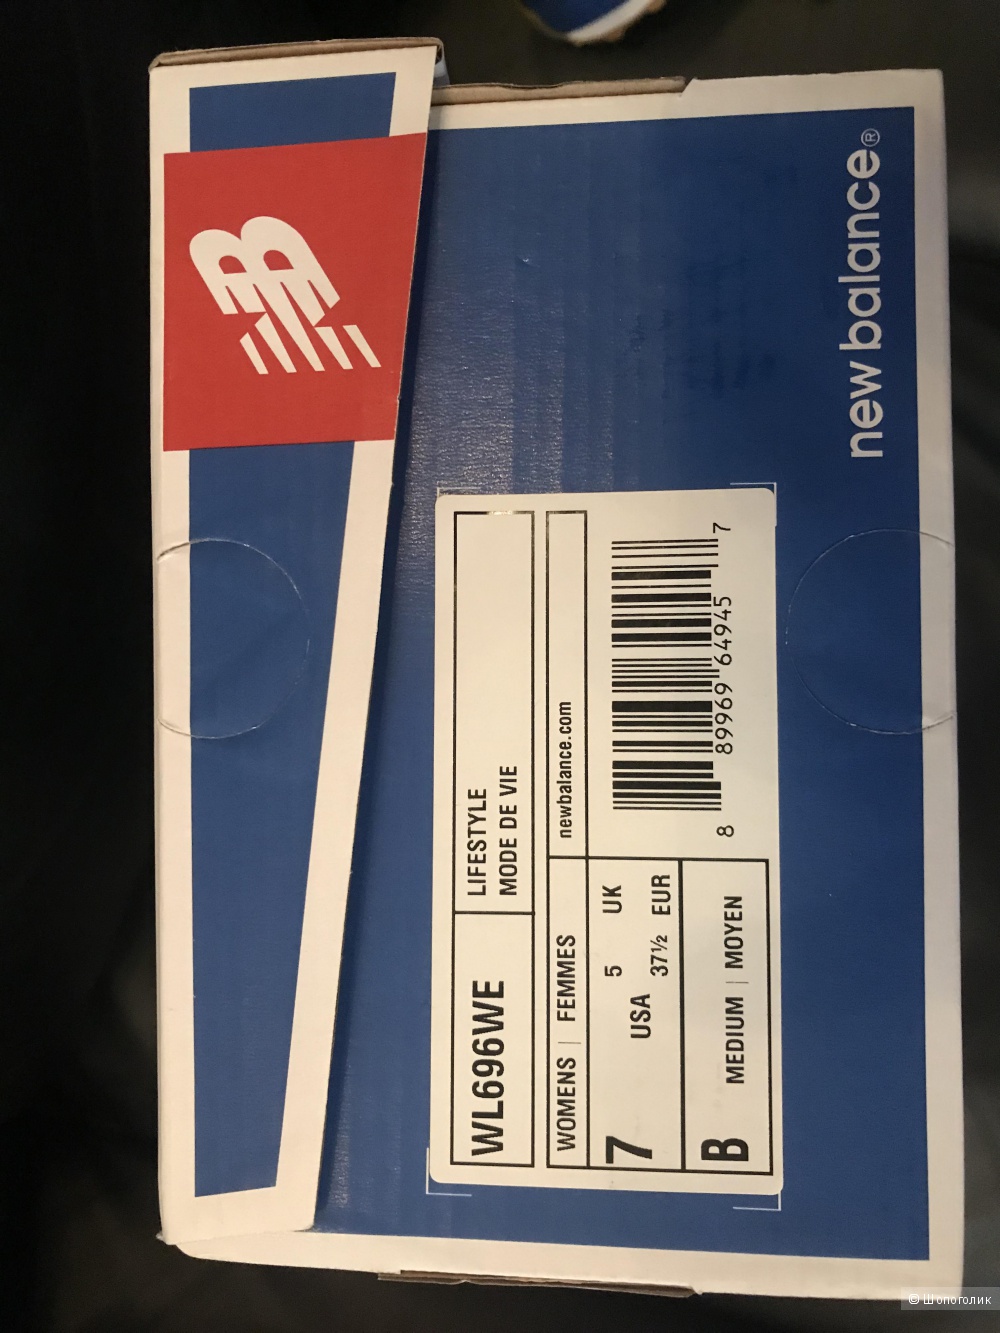 NB
new balance®
WL696WE
LIFESTYLE
MODE DE VIE
WOMENS | FEMMES
newbalance.com
7
USA
5 UK
37½ EUR
B
MEDIUM | MOYEN
8 89969 64945 7
© Шопоголик